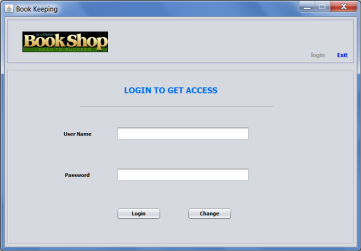 Book Keeping
Book Shop
login Exit
LOGIN TO GET ACCESS
User Name
Password
Login Change